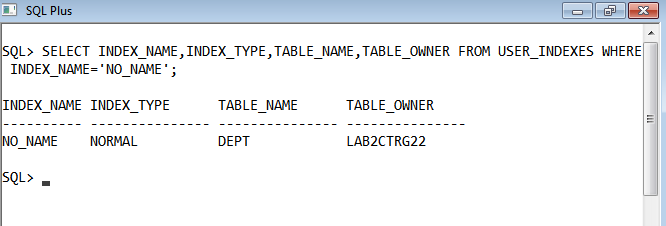 SQL Plus
SQL> SELECT INDEX_NAME,INDEX_TYPE,TABLE_NAME,TABLE_OWNER FROM USER_INDEXES WHERE
INDEX_NAME='NO_NAME';
INDEX_NAME INDEX_TYPE      TABLE_NAME      TABLE_OWNER
---------- --------------- --------------- ---------------
NO_NAME    NORMAL          DEPT            LAB2CTRG22
SQL>